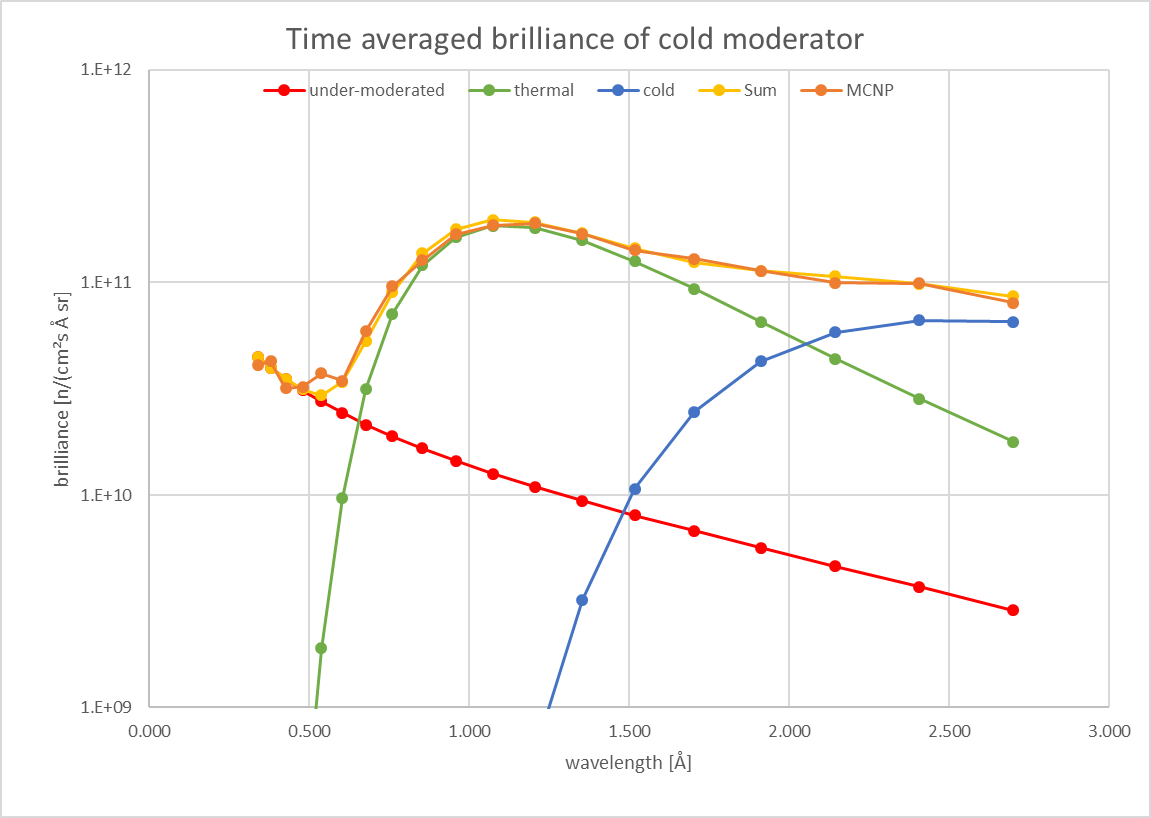 Time averaged brilliance of cold moderator
1.E+12
under-moderated thermal cold Sum MCNP
1.E+11
brilliance [n/(cm²s Å sr]
1.E+10
1.E+09
0.000 0.500 1.000 1.500 2.000 2.500 3.000
wavelength [Å]